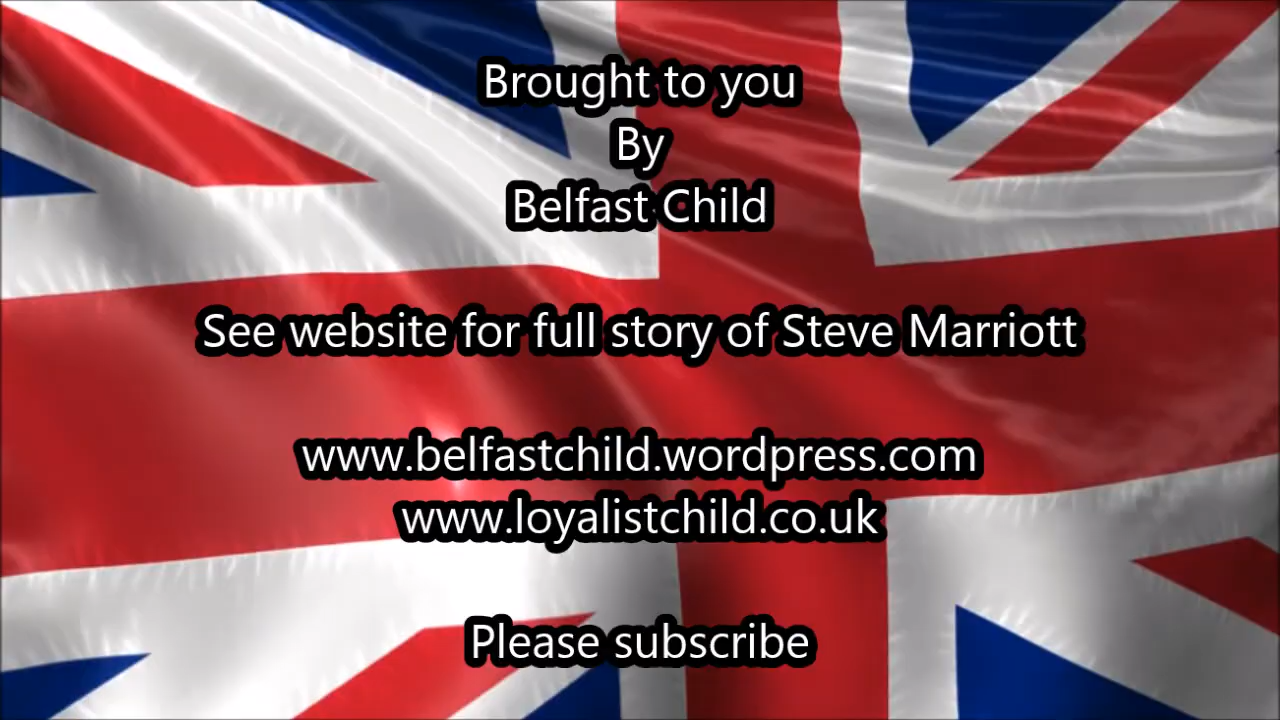 Brought to you
By
Belfast Child
See website for full story of Steve Marriott
www.belfastchild.wordpress.com
www.loyalistchild.co.uk
Please subscribe